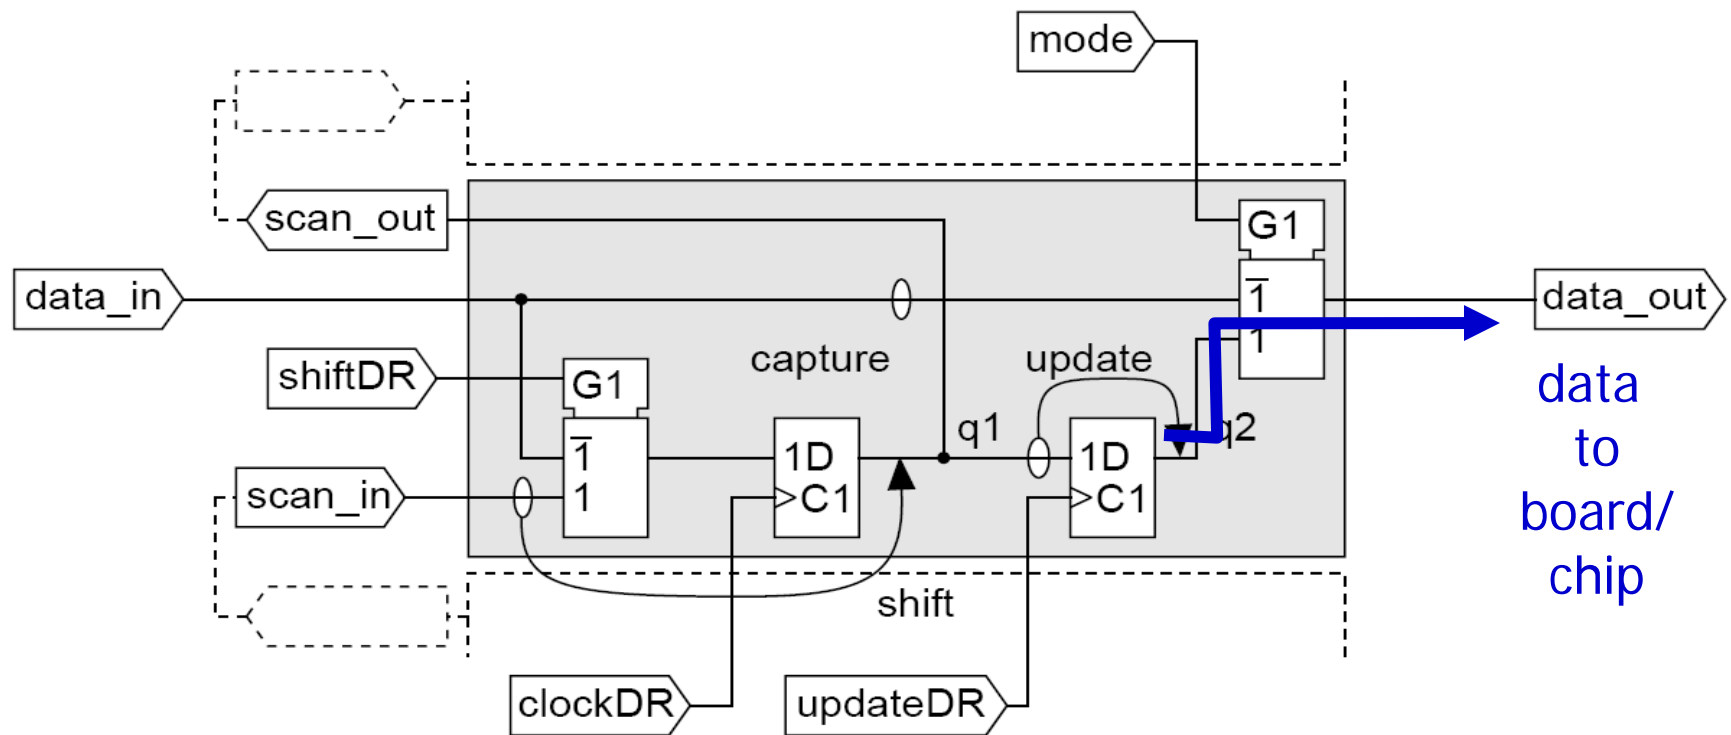 mode
scan_out
G1
data_in
1
data_out
1
capture
update
shiftDR
G1
data
to
board/
chip
q1
q2
1
1D
1D
scan_in
1
C1
C1
shift
clockDR
updateDR